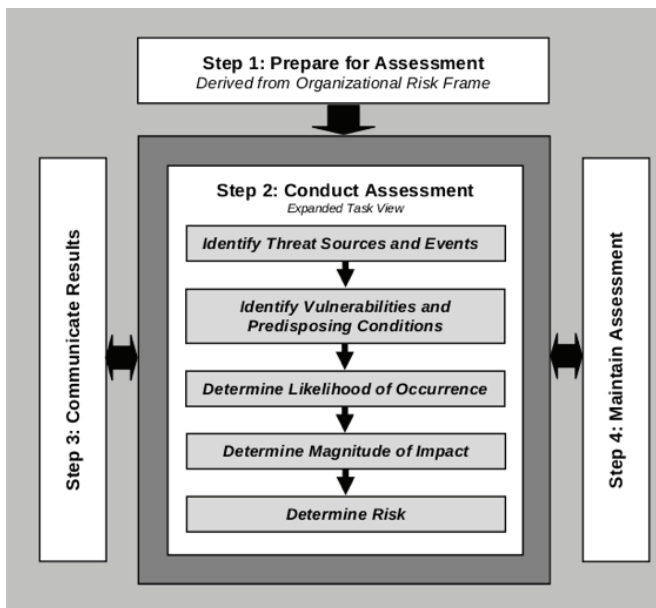 Step 1: Prepare for Assessment
Derived from Organizational Risk Frame
Step 3: Communicate Results
Step 2: Conduct Assessment
Expanded Task View
Identify Threat Sources and Events
Identify Vulnerabilities and
Predisposing Conditions
Determine Likelihood of Occurrence
Determine Magnitude of Impact
Determine Risk
Step 4: Maintain Assessment